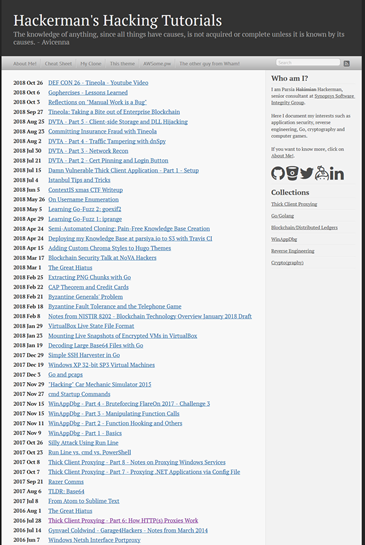 Hackerman's Hacking Tutorials
The knowledge of anything, since all things have causes, is not acquired or complete unless it is known by its
causes. - Avicenna
About Me! Cheat Sheet My Clone This theme AWSome.pw The other guy from Wham!
Search
2018 Oct 26 DEF CON 26 - Tineola - Youtube Video
2018 Oct 6 Gophercises - Lessons Learned
2018 Oct 3 Reflections on "Manual Work is a Bug"
2018 Sep 27 Tineola: Taking a Bite out of Enterprise Blockchain
2018 Aug 25 DVTA - Part 5 - Client-side Storage and DLL Hijacking
2018 Aug 23 Committing Insurance Fraud with Tineola
2018 Aug 2 DVTA - Part 4 - Traffic Tampering with dnSpy
2018 Jul 30 DVTA - Part 3 - Network Recon
2018 Jul 21 DVTA - Part 2 - Cert Pinning and Login Button
2018 Jul 15 Damn Vulnerable Thick Client Application - Part 1 - Setup
2018 Jul 4 Istanbul Tips and Tricks
2018 Jun 5 ContextIS xmas CTF Writeup
2018 May 26 On Username Enumeration
2018 May 5 Learning Go-Fuzz 2: goexif2
2018 Apr 29 Learning Go-Fuzz 1: iprange
2018 Apr 24 Semi-Automated Cloning: Pain-Free Knowledge Base Creation
2018 Apr 24 Deploying my Knowledge Base at parsiya.io to S3 with Travis CI
2018 Apr 15 Adding Custom Chroma Styles to Hugo Themes
2018 Mar 17 Blockchain Security Talk at NoVA Hackers
2018 Mar 1 The Great Hiatus
2018 Feb 25 Extracting PNG Chunks with Go
2018 Feb 22 CAP Theorem and Credit Cards
2018 Feb 21 Byzantine Generals' Problem
2018 Feb 18 Byzantine Fault Tolerance and the Telephone Game
2018 Feb 6 Notes from NISTIR 8202 - Blockchain Technology Overview January 2018 Draft
2018 Jan 29 VirtualBox Live State File Format
2018 Jan 23 Mounting Live Snapshots of Encrypted VMs in VirtualBox
2018 Jan 19 Decoding Large Base64 Files with Go
2017 Dec 29 Simple SSH Harvester in Go
2017 Dec 19 Windows XP 32-bit SP3 Virtual Machines
2017 Dec 3 Go and pcaps
2017 Nov 29 "Hacking" Car Mechanic Simulator 2015
2017 Nov 27 cmd Startup Commands
2017 Nov 15 WinAppDbg - Part 4 - Bruteforcing FlareOn 2017 - Challenge 3
2017 Nov 15 WinAppDbg - Part 3 - Manipulating Function Calls
2017 Nov 11 WinAppDbg - Part 2 - Function Hooking and Others
2017 Nov 9 WinAppDbg - Part 1 - Basics
2017 Oct 26 Silly Attack Using Run Line
2017 Oct 23 Run Line vs. cmd vs. PowerShell
2017 Oct 8 Thick Client Proxying - Part 8 - Notes on Proxying Windows Services
2017 Oct 7 Thick Client Proxying - Part 7 - Proxying .NET Applications via Config File
2017 Sep 21 Razer Comms
2017 Aug 6 TLDR: Base64
2017 Jul 8 From Atom to Sublime Text
2016 Aug 1 The Great Hiatus
2016 Jul 28 Thick Client Proxying - Part 6: How HTTP(s) Proxies Work
2016 Jul 14 Gynvael Coldwind - Garage4Hackers - Notes from March 2014
2016 Jun 7 Windows Netsh Interface Portproxy
Who am I?
I am Parsia Hakimian Hackerman,
senior consultant at Synopsys Software
Integrity Group.
Here I document my interests such as
application security, reverse
engineering, Go, cryptography and
computer games.
If you want to know more, click on
About Me!.
Collections
Thick Client Proxying
Go/Golang
Blockchain/Distributed Ledgers
WinAppDbg
Reverse Engineering
Cryptography